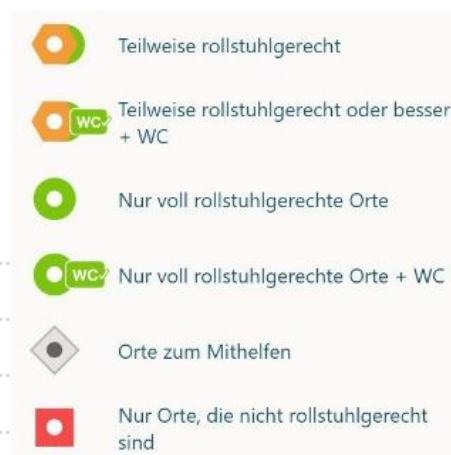 Teilweise rollstuhlgerecht
WC Teilweise rollstuhlgerecht oder besser
+ WC
Nur voll rollstuhlgerechte Orte
WC Nur voll rollstuhlgerechte Orte + WC
Orte zum Mithelfen
Nur Orte, die nicht rollstuhlgerecht
sind